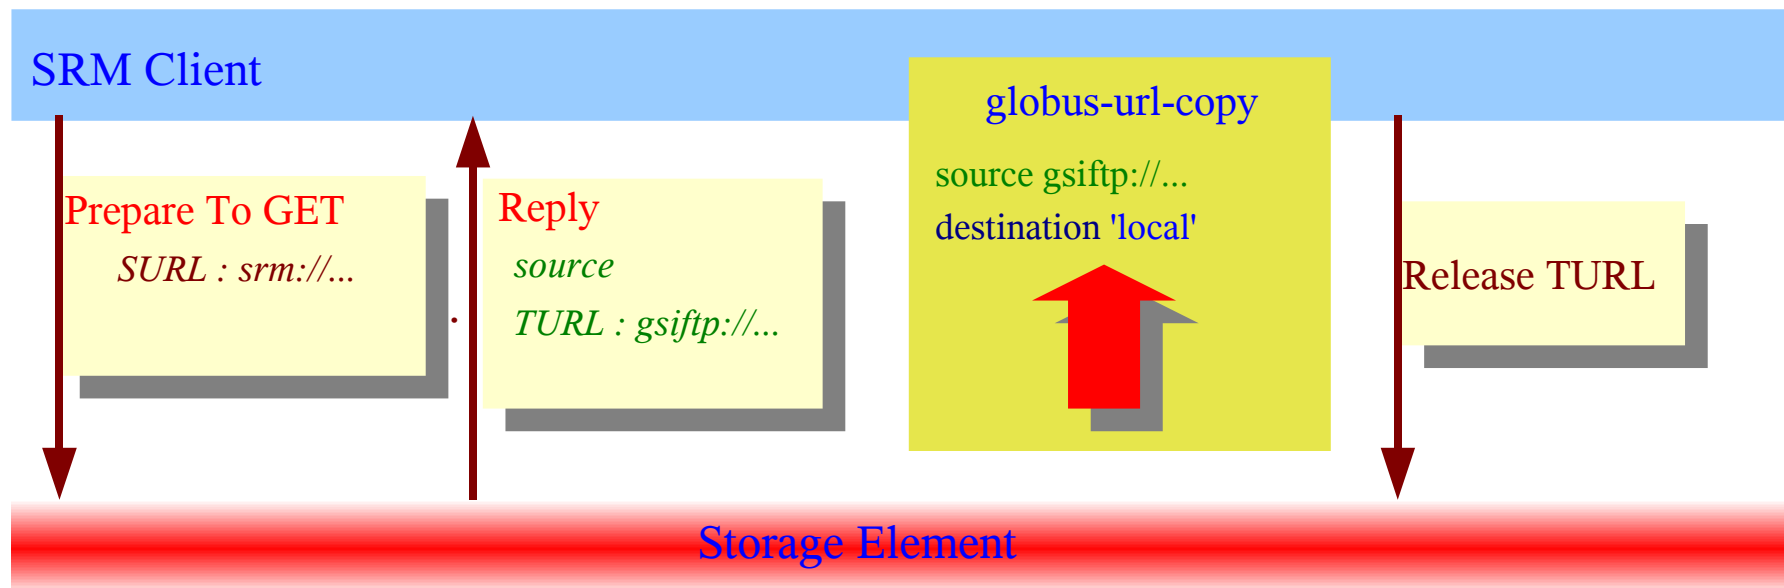 SRM Client
Prepare To GET
SURL : srm://...
.
Reply
source
TURL : gsiftp://...
globus-url-copy
source gsiftp://...
destination 'local'
Release TURL
Storage Element